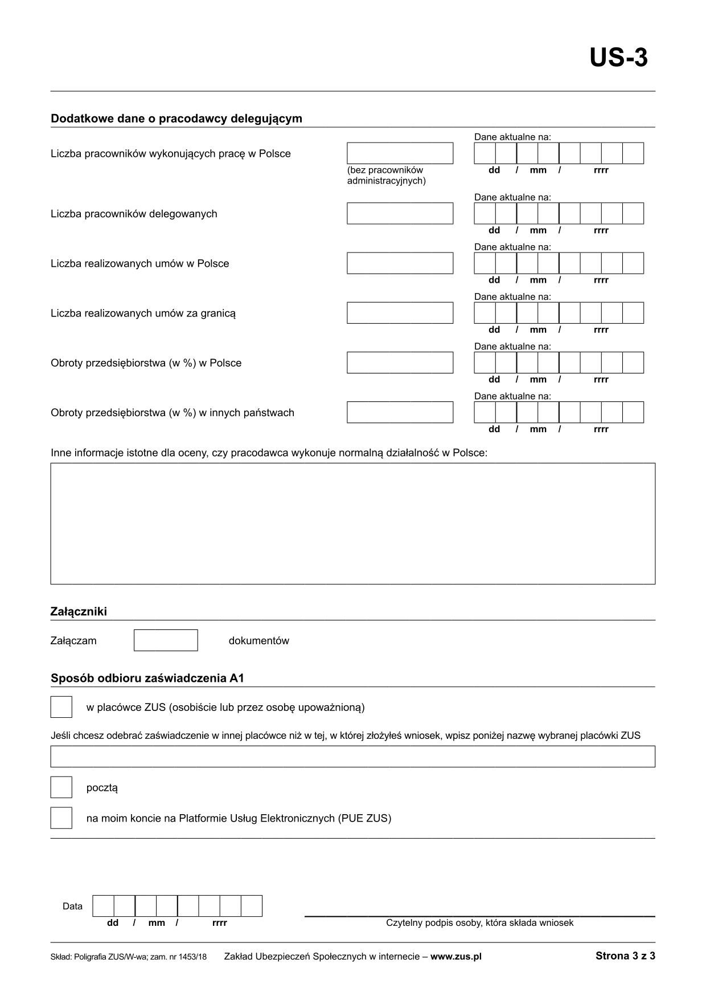 US-3
Dodatkowe dane o pracodawcy delegującym
Dane aktualne na:
Liczba pracowników wykonujących pracę w Polsce
(bez pracowników
administracyjnych)
dd / mm / rrrr
Dane aktualne na:
Liczba pracowników delegowanych
dd / mm / rrrr
Dane aktualne na:
Liczba realizowanych umów w Polsce
dd / mm / rrrr
Dane aktualne na:
Liczba realizowanych umów za granicą
dd / mm / rrrr
Dane aktualne na:
Obroty przedsiębiorstwa (w %) w Polsce
dd / mm / rrrr
Dane aktualne na:
Obroty przedsiębiorstwa (w %) w innych państwach
dd / mm / rrrr
Inne informacje istotne dla oceny, czy pracodawca wykonuje normalną działalność w Polsce:
Załączniki
Załączam dokumentów
Sposób odbioru zaświadczenia A1
w placówce ZUS (osobiście lub przez osobę upoważnioną)
Jeśli chcesz odebrać zaświadczenie w innej placówce niż w tej, w której złożyłeś wniosek, wpisz poniżej nazwę wybranej placówki ZUS
pocztą
na moim koncie na Platformie Usług Elektronicznych (PUE ZUS)
Data
dd / mm / rrrr
Czytelny podpis osoby, która składa wniosek
Skład: Poligrafia ZUS/W-wa; zam. nr 1453/18 Zakład Ubezpieczeń Społecznych w internecie – www.zus.pl Strona 3 z 3